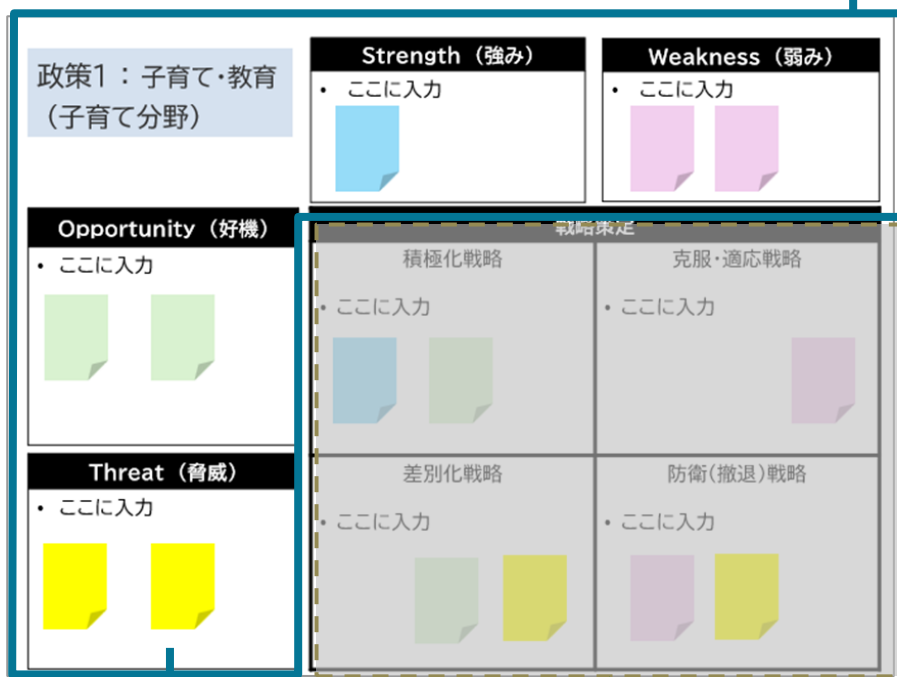 政策1：子育て・教育
（子育て分野）
Strength（強み）
• ここに入力
Weakness（弱み）
• ここに入力
Opportunity（好機）
• ここに入力
戦略策定
積極化戦略
• ここに入力
克服・適応戦略
• ここに入力
Threat（脅威）
• ここに入力
差別化戦略
• ここに入力
防衛(撤退)戦略
• ここに入力